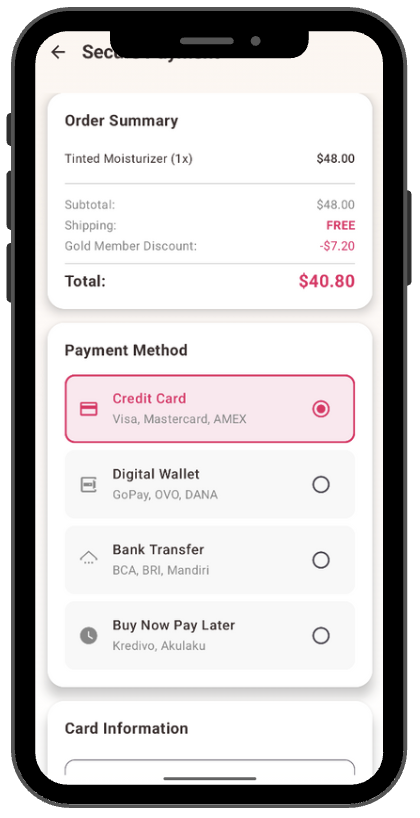 Order Summary
Tinted Moisturizer (1x) $48.00
Subtotal: $48.00
Shipping: FREE
Gold Member Discount: -$7.20
Total: $40.80
Payment Method
Credit Card
Visa, Mastercard, AMEX
Digital Wallet
GoPay, OVO, DANA
Bank Transfer
BCA, BRI, Mandiri
Buy Now Pay Later
Kredivo, Akulaku
Card Information